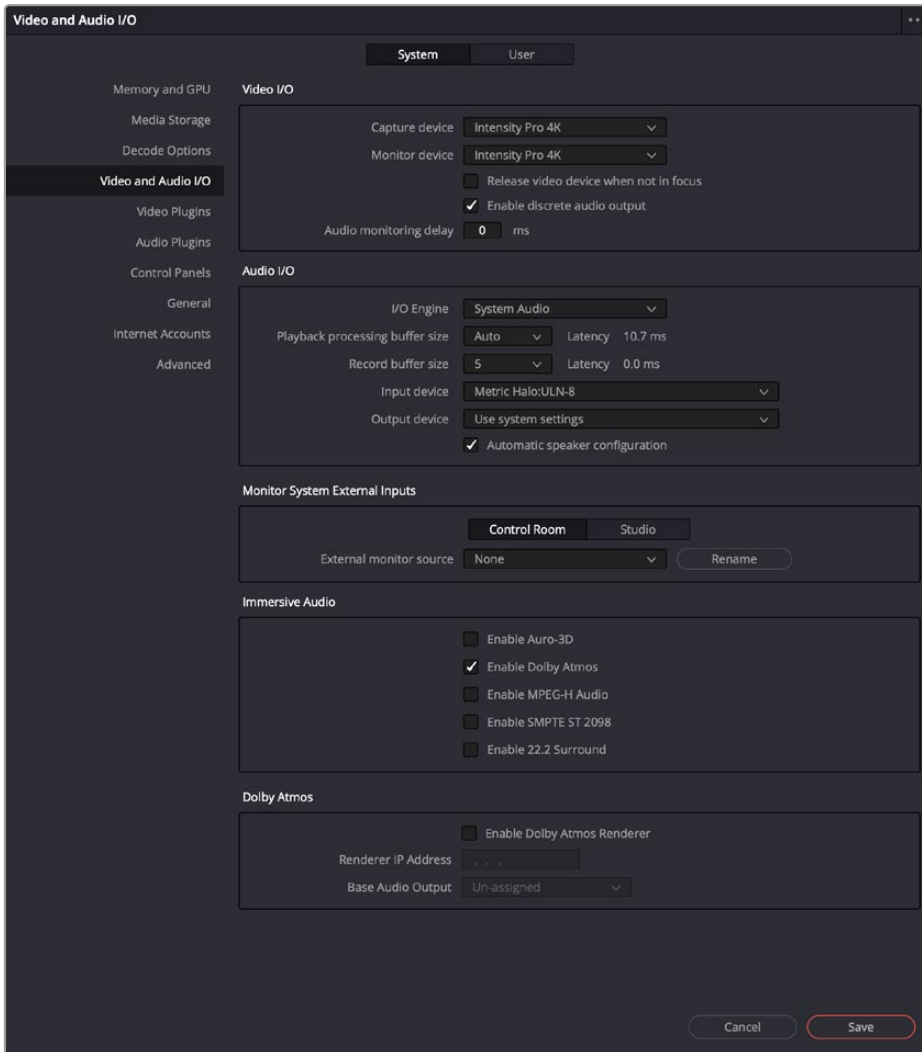 Video and Audio I/O
System User
Memory and GPU
Media Storage
Decode Options
Video and Audio I/O
Video Plugins
Audio Plugins
Control Panels
General
Internet Accounts
Advanced
Video I/O
Capture device Intensity Pro 4K
Monitor device Intensity Pro 4K
Release video device when not in focus
Enable discrete audio output
Audio monitoring delay 0 ms
Audio I/O
I/O Engine System Audio
Playback processing buffer size Auto Latency 10.7 ms
Record buffer size 5 Latency 0.0 ms
Input device Metric Halo:ULN-8
Output device Use system settings
Automatic speaker configuration
Monitor System External Inputs
Control Room Studio
External monitor source None Rename
Immersive Audio
Enable Auro-3D
Enable Dolby Atmos
Enable MPEG-H Audio
Enable SMPTE ST 2098
Enable 22.2 Surround
Dolby Atmos
Enable Dolby Atmos Renderer
Renderer IP Address . . .
Base Audio Output Un-assigned
Cancel Save